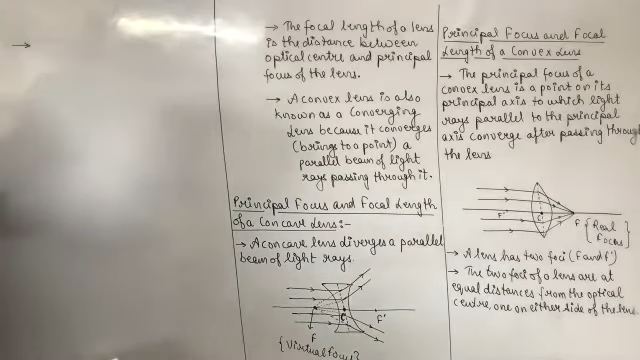 →
→ The focal length of a lens
is the distance between
optical centre and principal
focus of the lens.
→ A convex lens is also
known as a Converging
Lens because it converges
(brings to a point) a
parallel beam of light
rays passing through it.
Principal Focus and Focal Length
of a Concave Lens:-
→ A concave lens diverges a parallel
beam of light rays.
F
C
F'
{Virtual Focus}
Principal Focus and Focal
Length of a Convex Lens
→ The principal focus of a
convex lens is a point on its
principal axis to which light
rays parallel to the principal
axis converge after passing through
the lens
F'
C
F {Real
Focus}
→ A lens has two foci (F and F')
→ The two foci of a lens are at
equal distances from the optical
centre, one on either side of the lens.